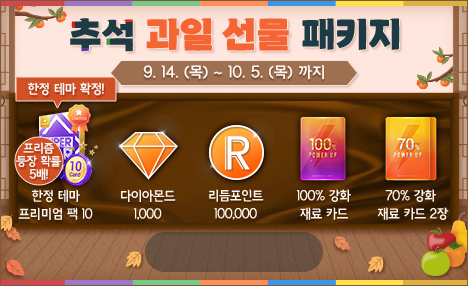 추석 과일 선물 패키지
9. 14. (목) ~ 10. 5. (목) 까지
한정 테마 확정!
프리즘
등장 확률
5배!
10
Card
한정 테마
프리미엄 팩 10
다이아몬드
1,000
R
리듬포인트
100,000
100%
POWER UP
100% 강화
재료 카드
70%
POWER UP
70% 강화
재료 카드 2장